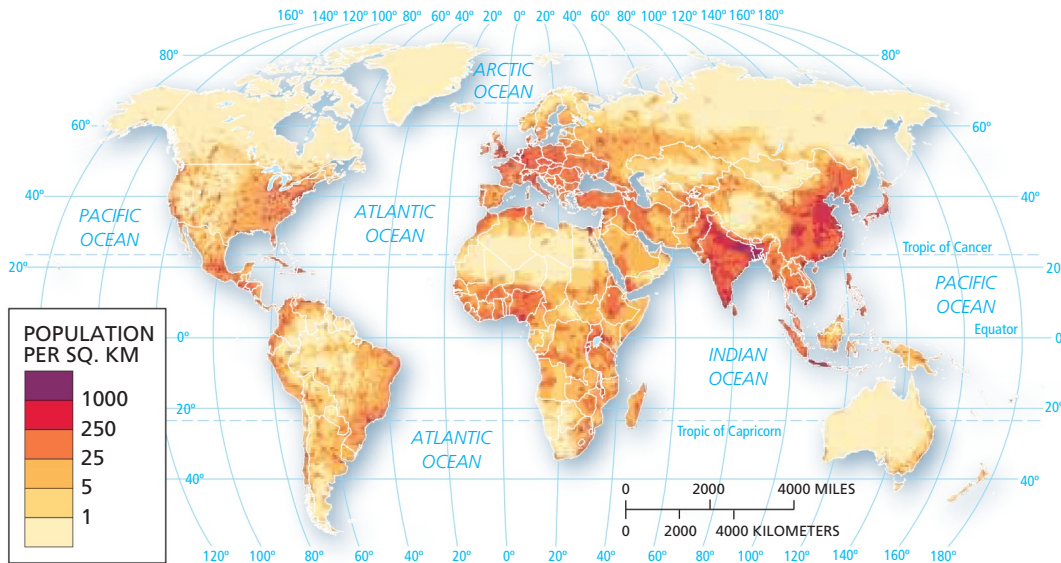 160° 140° 120° 100° 80° 60° 40° 20° 0° 20° 40° 60° 80° 100° 120° 140° 160° 180°
80° 80°
ARCTIC
OCEAN
60° 60°
40° 40°
PACIFIC
OCEAN
ATLANTIC
OCEAN
Tropic of Cancer
20° 20°
PACIFIC
OCEAN
Equator
0° 0°
INDIAN
OCEAN
20° 20°
Tropic of Capricorn
ATLANTIC
OCEAN
40° 40°
POPULATION
PER SQ. KM
1000
250
25
5
1
0 2000 4000 MILES
0 2000 4000 KILOMETERS
120° 100° 80° 60° 40° 20° 0° 20° 40° 60° 80° 100° 120° 140° 160° 180°